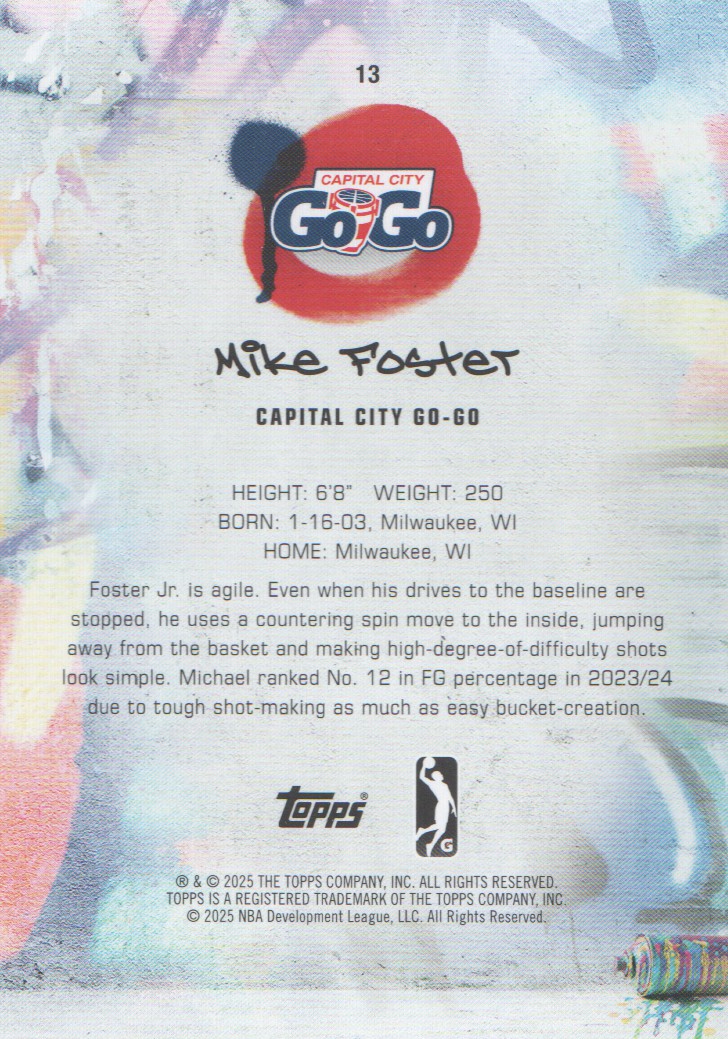 13
CAPITAL CITY
GoGo
Mike Foster
CAPITAL CITY GO-GO
HEIGHT: 6'8" WEIGHT: 250
BORN: 1-16-03, Milwaukee, WI
HOME: Milwaukee, WI
Foster Jr. is agile. Even when his drives to the baseline are
stopped, he uses a countering spin move to the inside, jumping
away from the basket and making high-degree-of-difficulty shots
look simple. Michael ranked No. 12 in FG percentage in 2023/24
due to tough shot-making as much as easy bucket-creation.
TOPPS®
G
® & © 2025 THE TOPPS COMPANY, INC. ALL RIGHTS RESERVED.
TOPPS IS A REGISTERED TRADEMARK OF THE TOPPS COMPANY, INC.
© 2025 NBA Development League, LLC. All Rights Reserved.